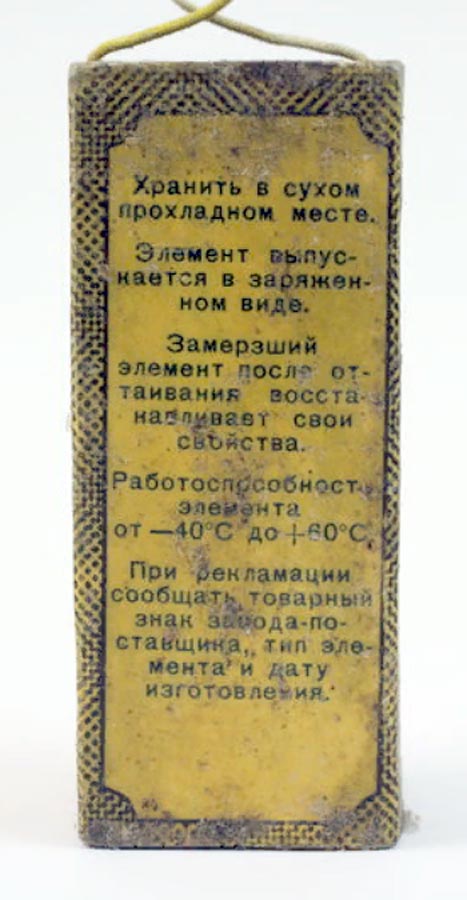 Хранить в сухом
прохладном месте.
Элемент выпус-
кается в заряжен-
ном виде.
Замерзший
элемент после от-
таивания восста-
навливает свои
свойства.
Работоспособность
элемента
от —40°С до +60°С
При рекламации
сообщать товарный
знак завода-по-
ставщика, тип эле-
мента и дату
изготовления.